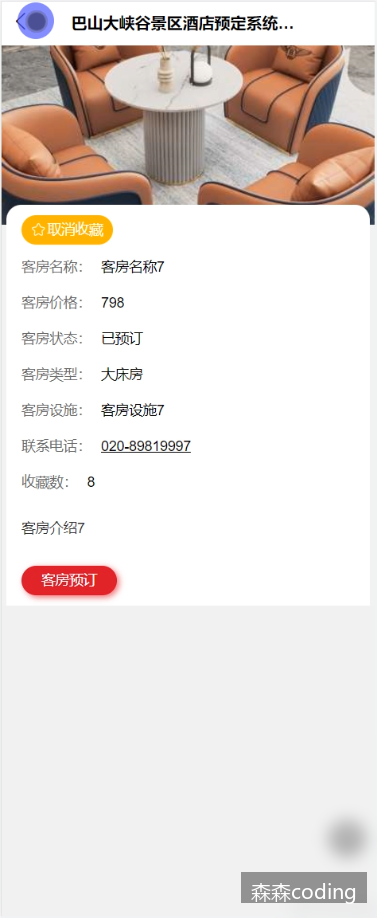 巴山大峡谷景区酒店预定系统...
取消收藏
客房名称： 客房名称7
客房价格： 798
客房状态： 已预订
客房类型： 大床房
客房设施： 客房设施7
联系电话： 020-89819997
收藏数： 8
客房介绍7
客房预订
森森coding